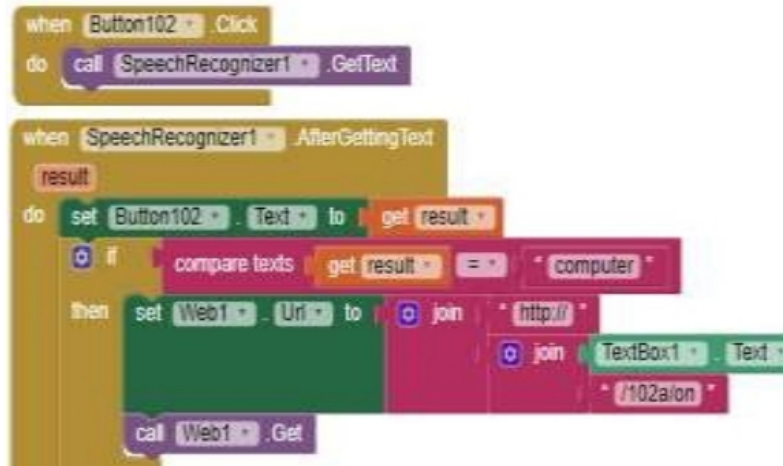 when Button102 .Click
do call SpeechRecognizer1 .GetText
when SpeechRecognizer1 .AfterGettingText
result
do set Button102 . Text to get result
if compare texts get result = " computer "
then set Web1 . Url to join " http:// "
join TextBox1 . Text
" /102a/on "
call Web1 .Get